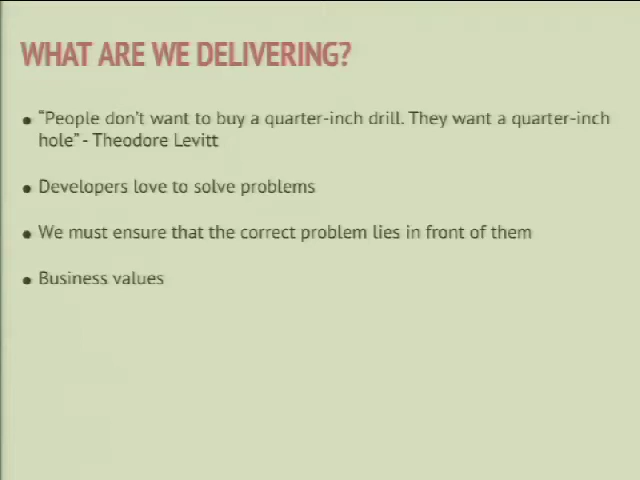 WHAT ARE WE DELIVERING?
“People don't want to buy a quarter-inch drill. They want a quarter-inch
hole” - Theodore Levitt
Developers love to solve problems
We must ensure that the correct problem lies in front of them
Business values